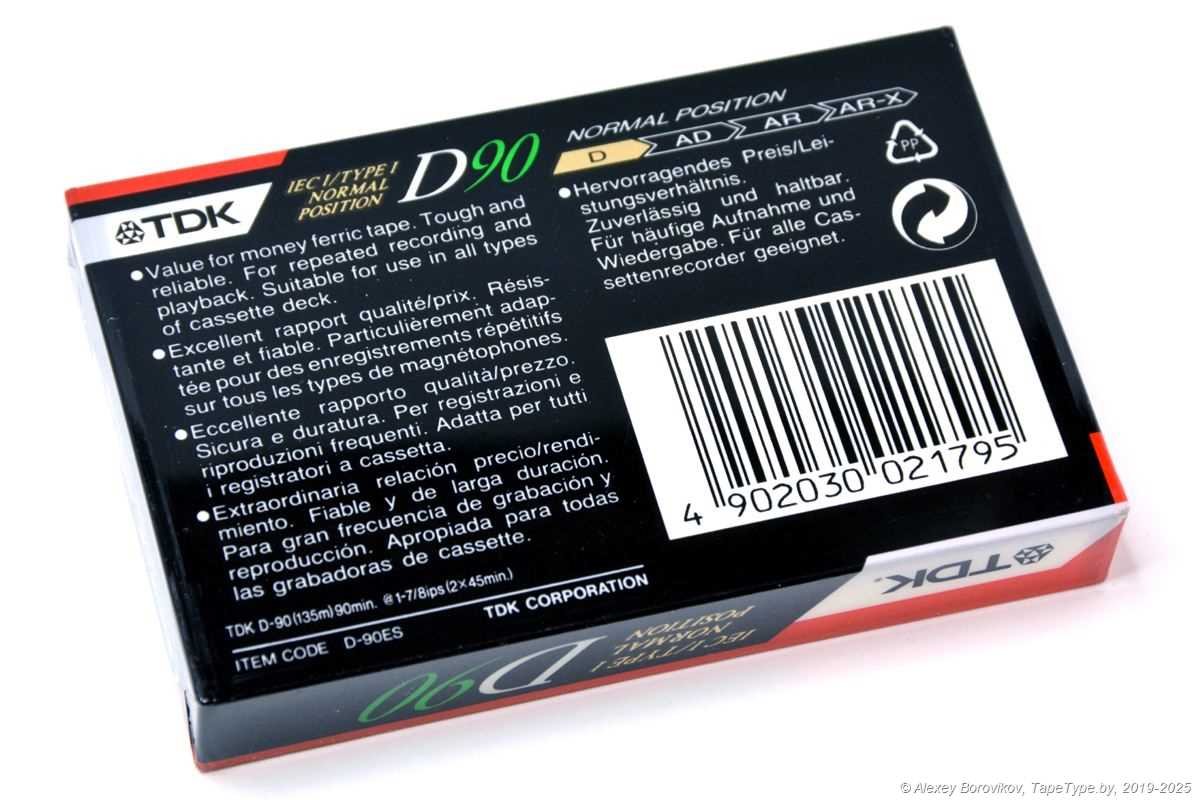 TDK
IEC I/TYPE I
NORMAL
POSITION
D90
NORMAL POSITION
D AD AR AR-X
PP
●Value for money ferric tape. Tough and
reliable. For repeated recording and
playback. Suitable for use in all types
of cassette deck.
●Excellent rapport qualité/prix. Résis-
tante et fiable. Particulièrement adap-
tée pour des enregistrements répétitifs
sur tous les types de magnétophones.
●Eccellente rapporto qualità/prezzo.
Sicura e duratura. Per registrazioni e
riproduzioni frequenti. Adatta per tutti
i registratori a cassetta.
●Extraordinaria relación precio/rendi-
miento. Fiable y de larga duración.
Para gran frecuencia de grabación y
reproducción. Apropiada para todas
las grabadoras de cassette.
●Hervorragendes Preis/Lei-
stungsverhältnis.
Zuverlässig und haltbar.
Für häufige Aufnahme und
Wiedergabe. Für alle Cas-
settenrecorder geeignet.
4 902030 021795
TDK D-90(135m)90min. @1-7/8ips(2×45min.)
TDK CORPORATION
ITEM CODE D-90ES
TDK
IEC I/TYPE I
NORMAL
POSITION
D90
© Alexey Borovikov, TapeType.by, 2019-2025